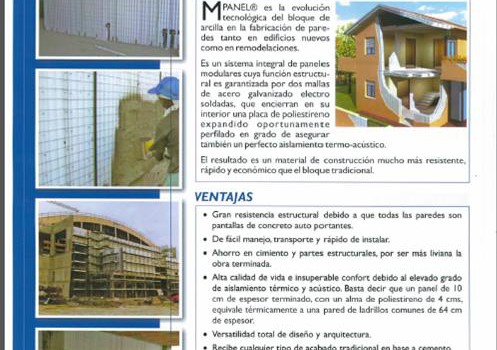 MPANEL® es la evolución
tecnológica del bloque de
arcilla en la fabricación de pare-
des tanto en edificios nuevos
como en remodelaciones.
Es un sistema integral de paneles
modulares cuya función estructu-
ral es garantizada por dos mallas
de acero galvanizado electro
soldadas, que encierran en su
interior una placa de poliestireno
expandido oportunamente
perfilado en grado de asegurar
también un perfecto aislamiento termo-acústico.
El resultado es un material de construcción mucho más resistente,
rápido y económico que el bloque tradicional.
VENTAJAS
• Gran resistencia estructural debido a que todas las paredes son
pantallas de concreto auto portantes.
• De fácil manejo, transporte y rápido de instalar.
• Ahorro en cimiento y partes estructurales, por ser más liviana la
obra terminada.
• Alta calidad de vida e insuperable confort debido al elevado grado
de aislamiento térmico y acústico. Basta decir que un panel de 10
cm de espesor terminado, con un alma de poliestireno de 4 cms,
equivale térmicamente a una pared de ladrillos comunes de 64 cm
de espesor.
• Versatilidad total de diseño y arquitectura.
• Recibe cualquier tipo de acabado tradicional en base a cemento,